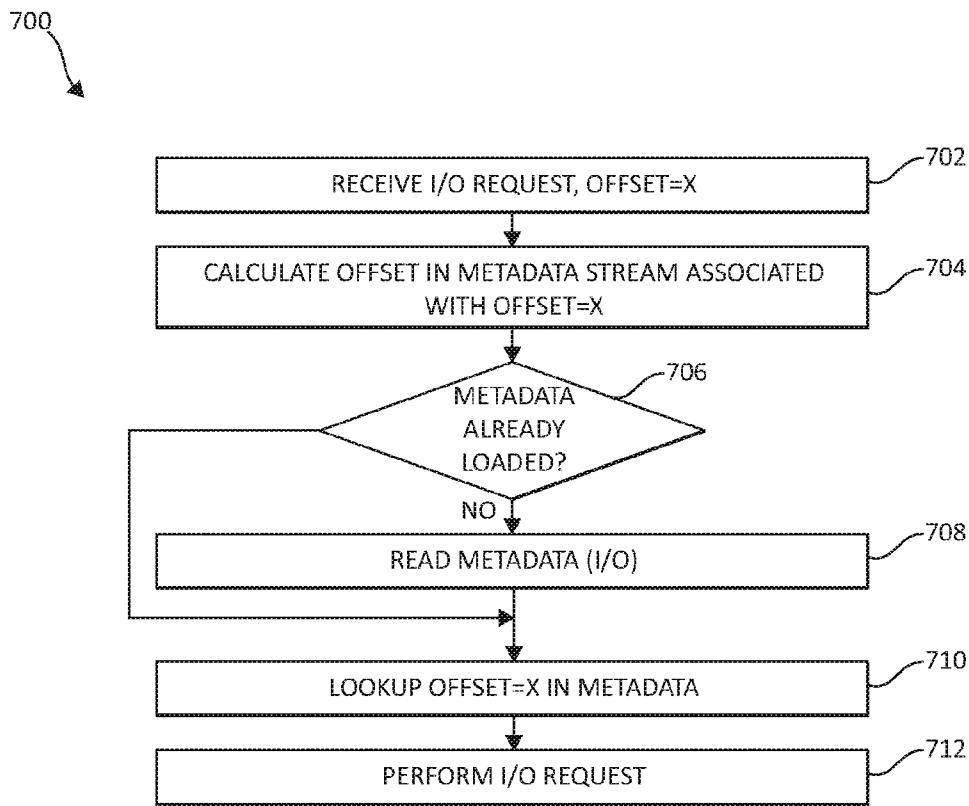 700
RECEIVE I/O REQUEST, OFFSET=X
702
CALCULATE OFFSET IN METADATA STREAM ASSOCIATED
WITH OFFSET=X
704
METADATA
ALREADY
LOADED?
706
NO
READ METADATA (I/O)
708
LOOKUP OFFSET=X IN METADATA
710
PERFORM I/O REQUEST
712